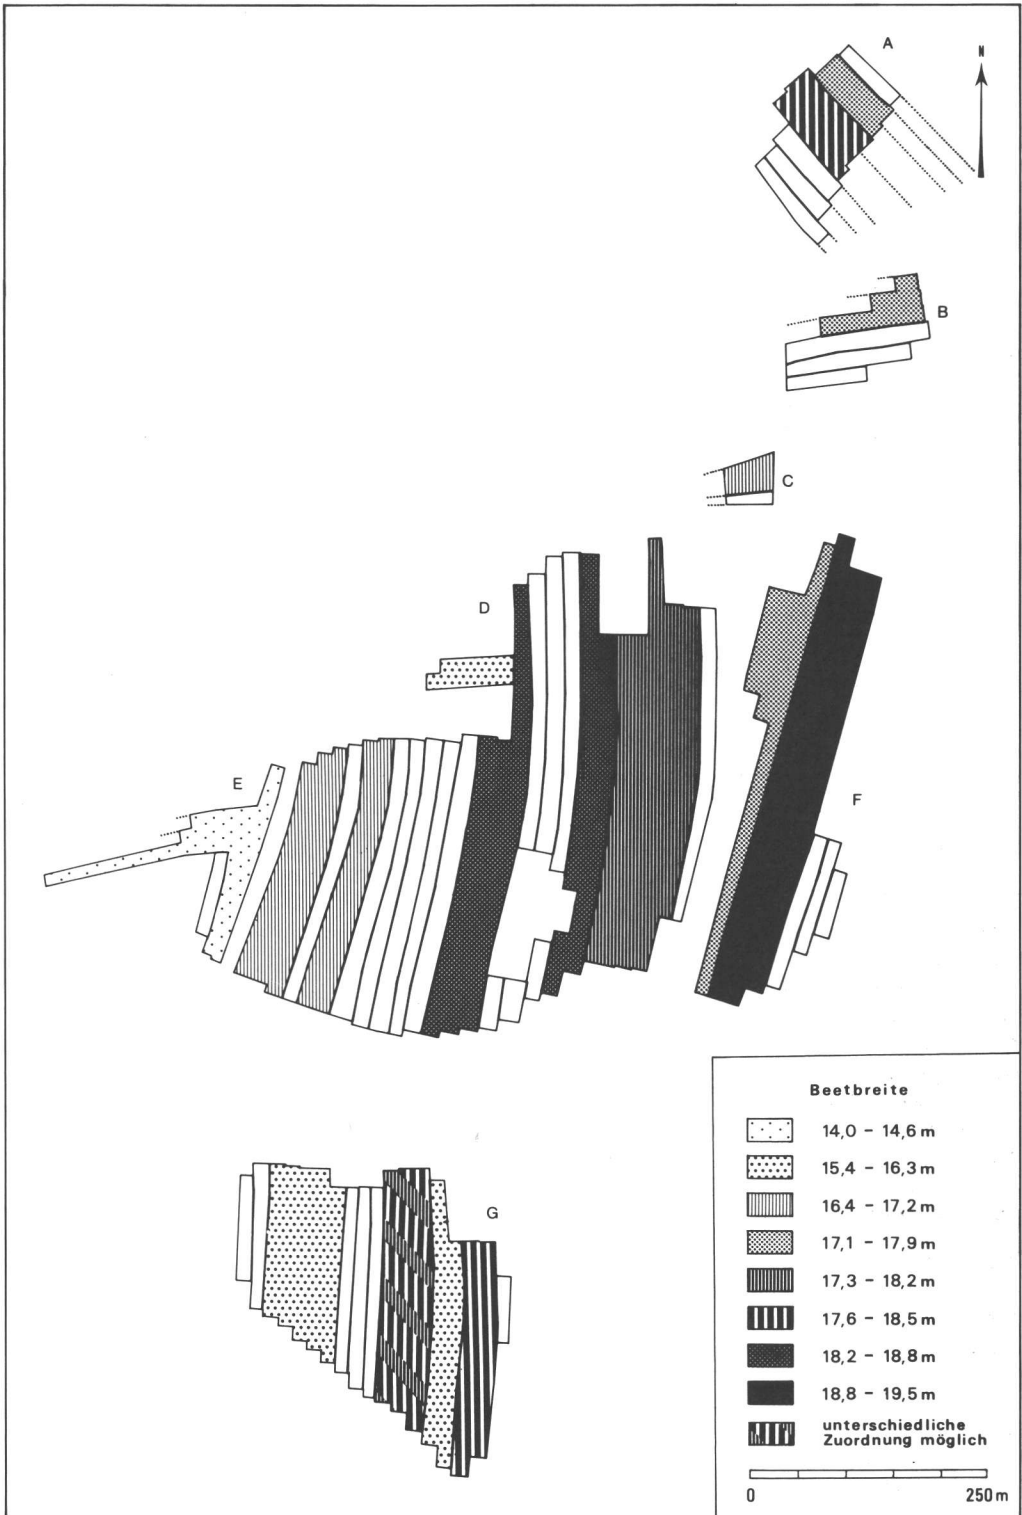 A
N
B
C
D
E
F
G
Beetbreite
14,0 – 14,6 m
15,4 – 16,3 m
16,4 – 17,2 m
17,1 – 17,9 m
17,3 – 18,2 m
17,6 – 18,5 m
18,2 – 18,8 m
18,8 – 19,5 m
unterschiedliche
Zuordnung möglich
0 250 m